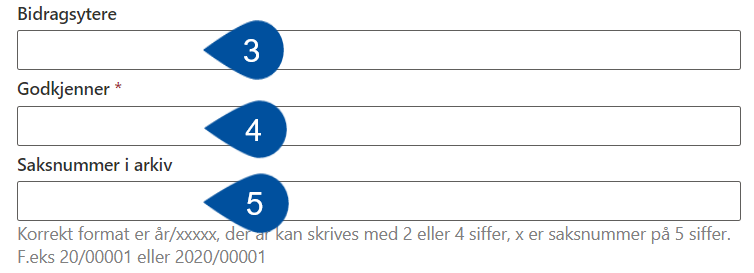 Bidragsytere
3
Godkjenner *
4
Saksnummer i arkiv
5
Korrekt format er år/xxxxx, der år kan skrives med 2 eller 4 siffer, x er saksnummer på 5 siffer.
F.eks 20/00001 eller 2020/00001